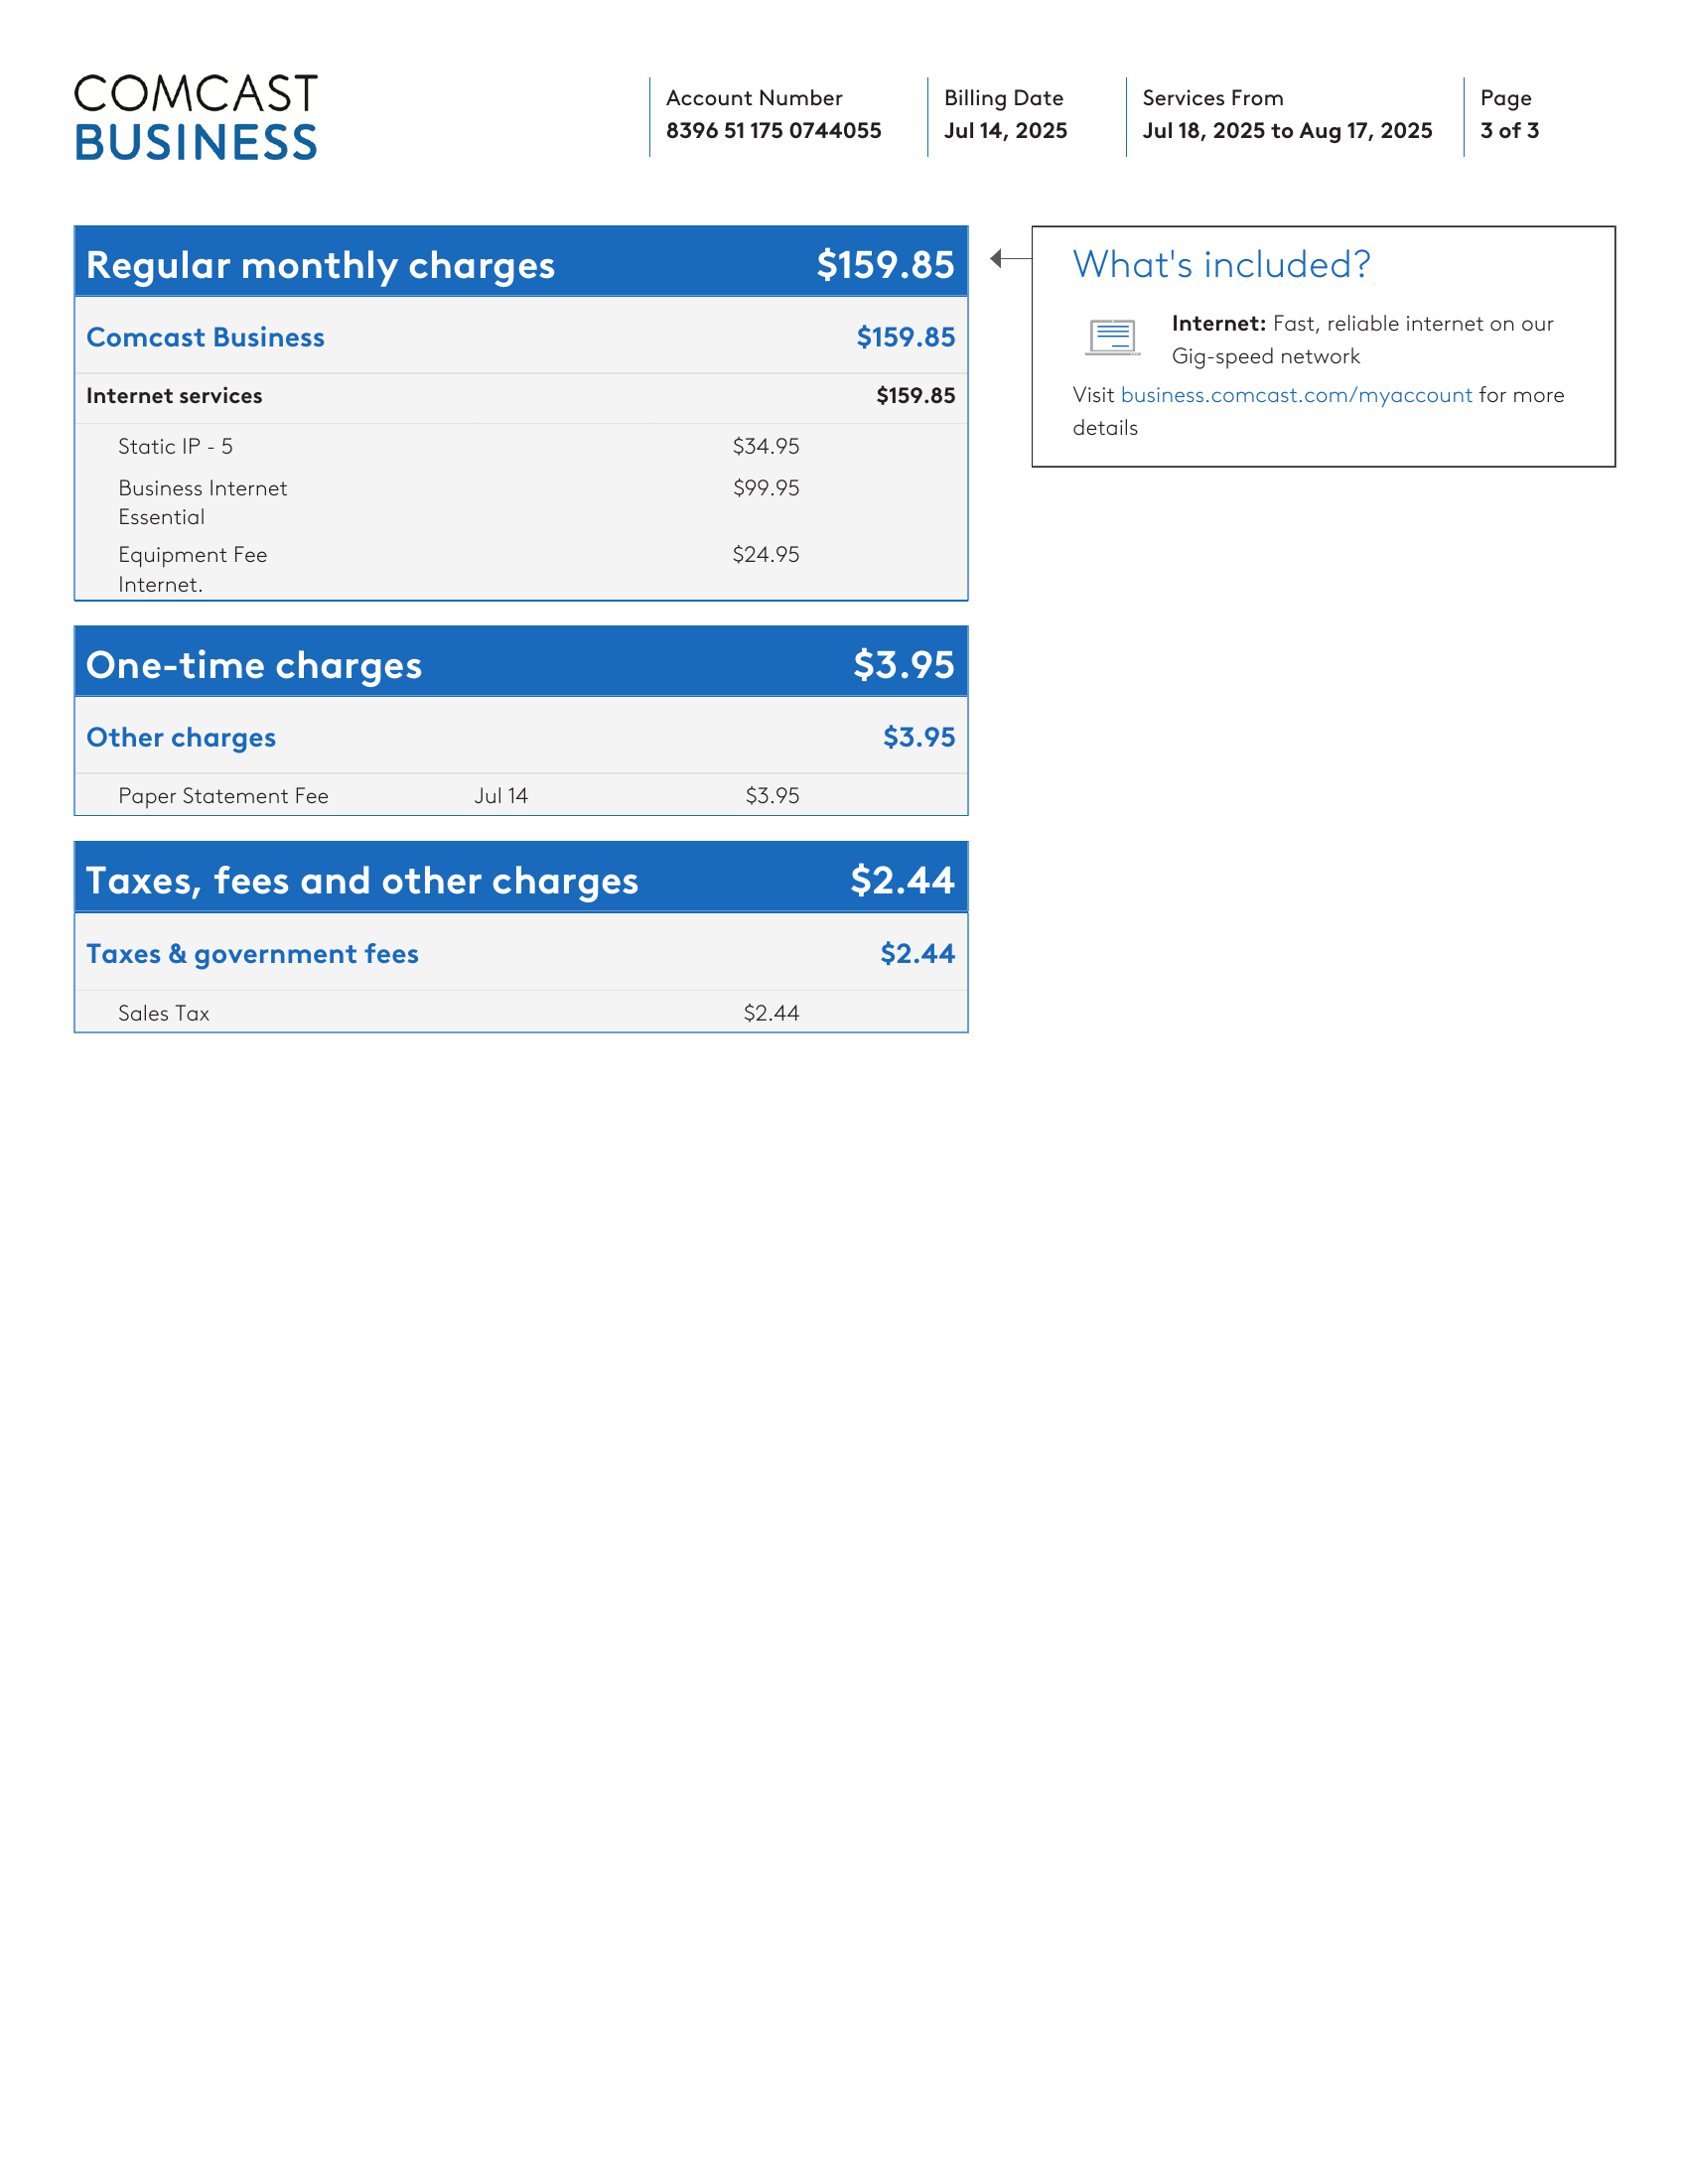 COMCAST
BUSINESS
Account Number
8396 51 175 0744055
Billing Date
Jul 14, 2025
Services From
Jul 18, 2025 to Aug 17, 2025
Page
3 of 3
Regular monthly charges $159.85
Comcast Business $159.85
Internet services $159.85
Static IP - 5 $34.95
Business Internet $99.95
Essential
Equipment Fee $24.95
Internet.
What's included?
Internet: Fast, reliable internet on our
Gig-speed network
Visit business.comcast.com/myaccount for more
details
One-time charges $3.95
Other charges $3.95
Paper Statement Fee Jul 14 $3.95
Taxes, fees and other charges $2.44
Taxes & government fees $2.44
Sales Tax $2.44